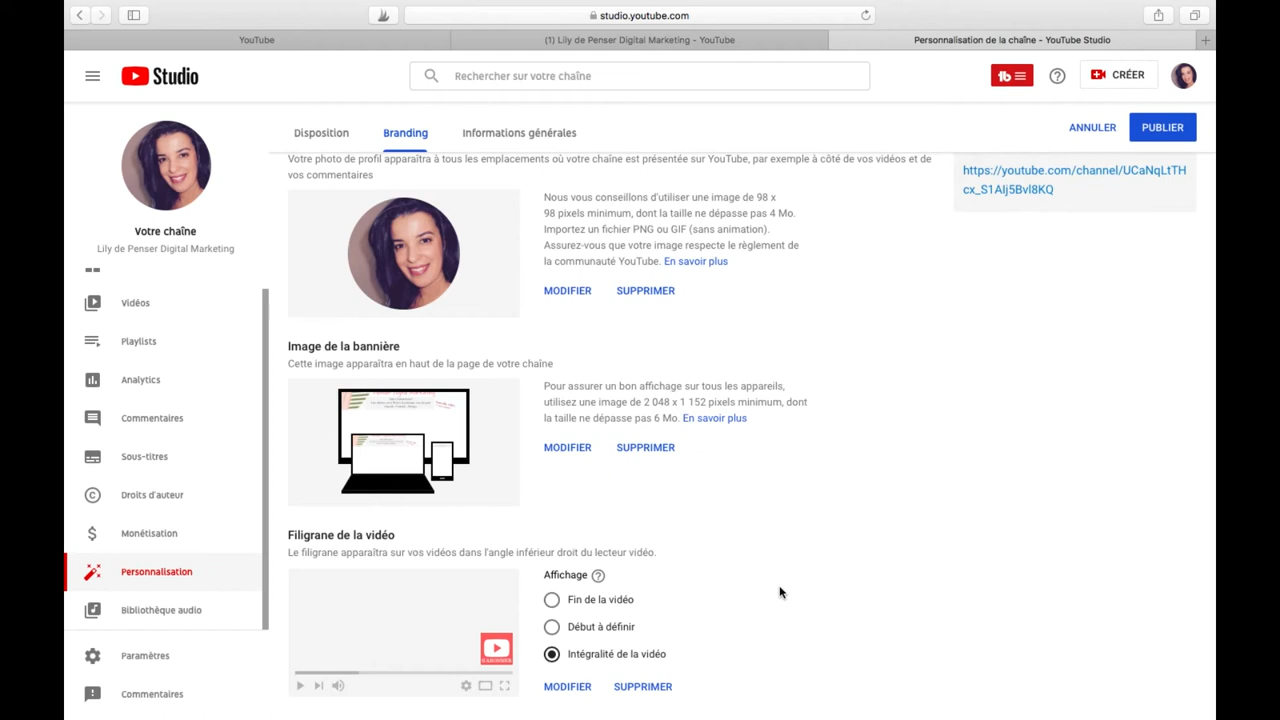 studio.youtube.com
YouTube
(1) Lily de Penser Digital Marketing - YouTube
Personnalisation de la chaîne - YouTube Studio
Studio
Rechercher sur votre chaîne
CRÉER
Disposition
Branding
Informations générales
ANNULER
PUBLIER
Votre chaîne
Lily de Penser Digital Marketing
Vidéos
Playlists
Analytics
Commentaires
Sous-titres
Droits d'auteur
Monétisation
Personnalisation
Bibliothèque audio
Paramètres
Commentaires
Votre photo de profil apparaîtra à tous les emplacements où votre chaîne est présentée sur YouTube, par exemple à côté de vos vidéos et de
vos commentaires
Nous vous conseillons d'utiliser une image de 98 x
98 pixels minimum, dont la taille ne dépasse pas 4 Mo.
Importez un fichier PNG ou GIF (sans animation).
Assurez-vous que votre image respecte le règlement de
la communauté YouTube. En savoir plus
MODIFIER
SUPPRIMER
Image de la bannière
Cette image apparaîtra en haut de la page de votre chaîne
Pour assurer un bon affichage sur tous les appareils,
utilisez une image de 2 048 x 1 152 pixels minimum, dont
la taille ne dépasse pas 6 Mo. En savoir plus
MODIFIER
SUPPRIMER
Filigrane de la vidéo
Le filigrane apparaîtra sur vos vidéos dans l'angle inférieur droit du lecteur vidéo.
Affichage
Fin de la vidéo
Début à définir
Intégralité de la vidéo
MODIFIER
SUPPRIMER
https://youtube.com/channel/UCaNqLtTH
cx_S1AIj5Bvl8KQ